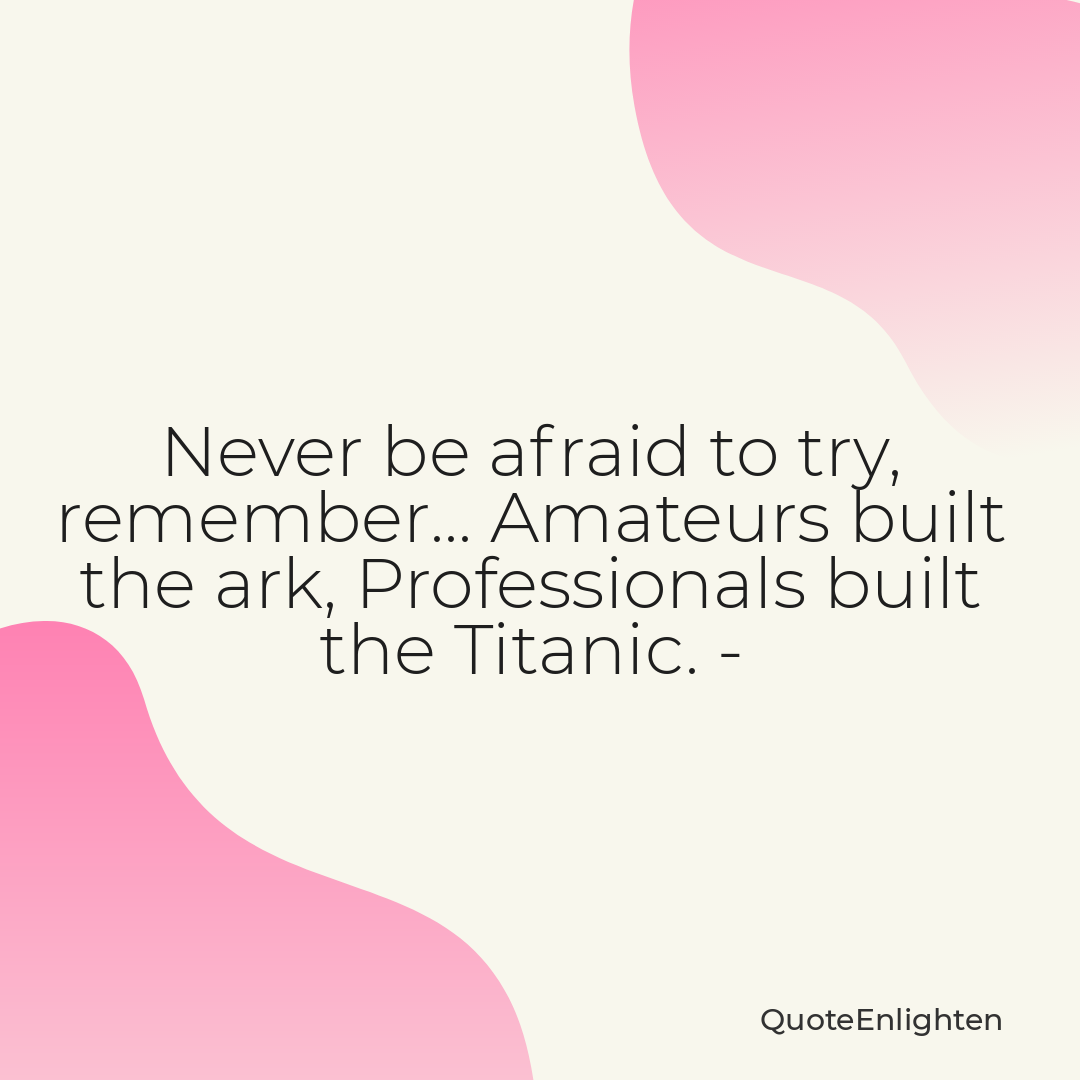 Never be afraid to try,
remember... Amateurs built
the ark, Professionals built
the Titanic. -
QuoteEnlighten